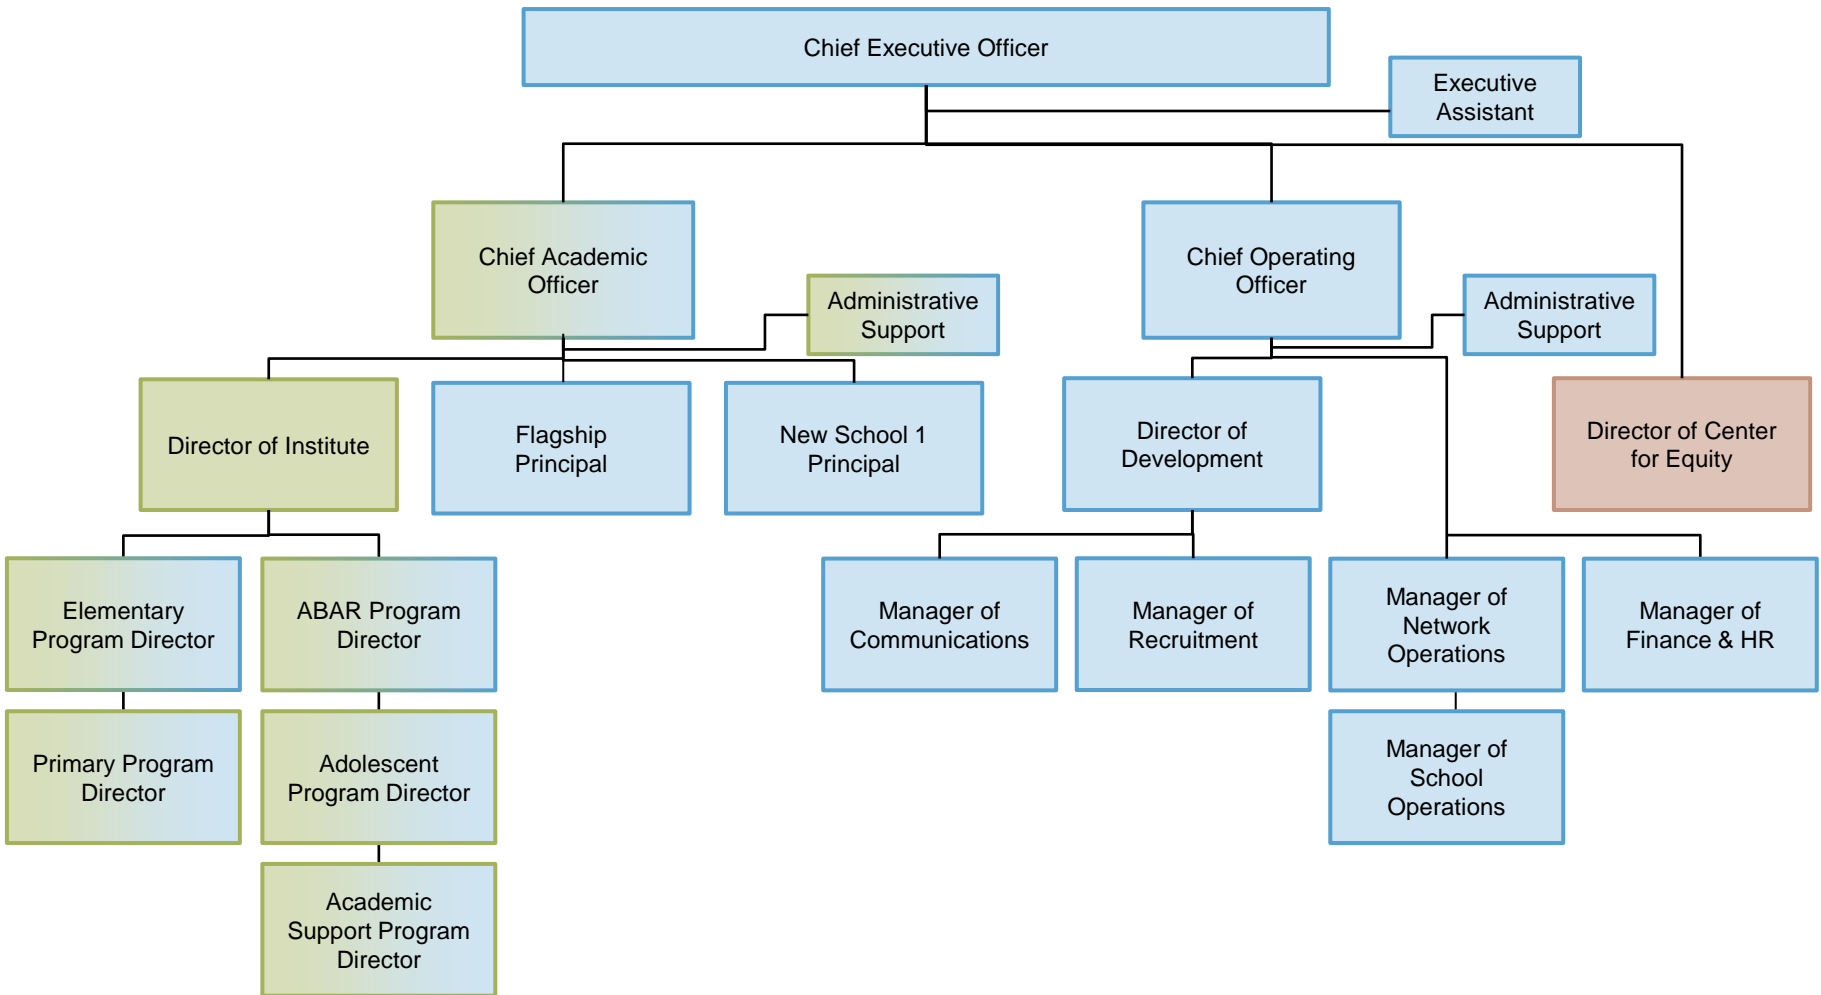 Chief Executive Officer
Executive
Assistant
Chief Academic
Officer
Administrative
Support
Chief Operating
Officer
Administrative
Support
Director of Institute
Flagship
Principal
New School 1
Principal
Director of
Development
Director of Center
for Equity
Elementary
Program Director
ABAR Program
Director
Manager of
Communications
Manager of
Recruitment
Manager of
Network
Operations
Manager of
Finance & HR
Primary Program
Director
Adolescent
Program Director
Manager of
School
Operations
Academic
Support Program
Director